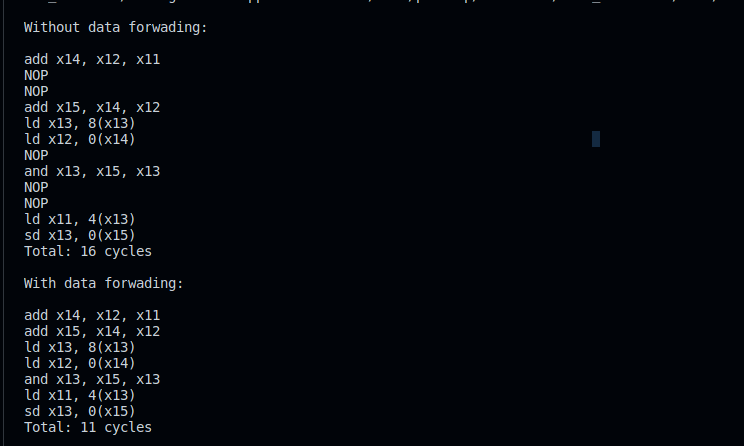 Without data forwading:
add x14, x12, x11
NOP
NOP
add x15, x14, x12
ld x13, 8(x13)
ld x12, 0(x14)
NOP
and x13, x15, x13
NOP
NOP
ld x11, 4(x13)
sd x13, 0(x15)
Total: 16 cycles
With data forwading:
add x14, x12, x11
add x15, x14, x12
ld x13, 8(x13)
ld x12, 0(x14)
and x13, x15, x13
ld x11, 4(x13)
sd x13, 0(x15)
Total: 11 cycles